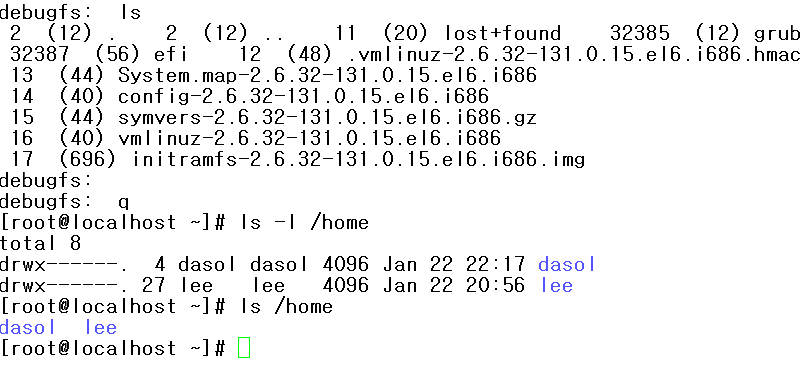 debugfs:  ls
 2  (12) .    2  (12) ..    11  (20) lost+found    32385  (12) grub
 32387  (56) efi    12  (48) .vmlinuz-2.6.32-131.0.15.el6.i686.hmac
 13  (44) System.map-2.6.32-131.0.15.el6.i686
 14  (40) config-2.6.32-131.0.15.el6.i686
 15  (44) symvers-2.6.32-131.0.15.el6.i686.gz
 16  (40) vmlinuz-2.6.32-131.0.15.el6.i686
 17  (696) initramfs-2.6.32-131.0.15.el6.i686.img
debugfs:
debugfs:  q
[root@localhost ~]# ls -l /home
total 8
drwx------.  4 dasol dasol 4096 Jan 22 22:17 dasol
drwx------. 27 lee   lee   4096 Jan 22 20:56 lee
[root@localhost ~]# ls /home
dasol  lee
[root@localhost ~]#